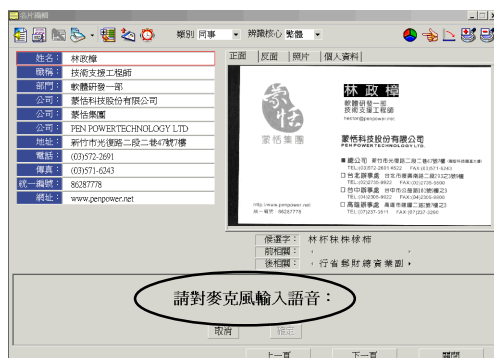 名片編輯
類別 同事 辨識核心 繁體
正面 反面 照片 個人資料
姓名： 林政樟
職稱： 技術支援工程師
部門： 軟體研發一部
公司： 蒙恬科技股份有限公司
公司： 蒙恬集團
公司： PEN POWERTECHNOLOGY LTD
地址： 新竹市光復路二段二巷47號7樓
電話： (03)572-2691
傳真： (03)571-6243
統一編號： 86287778
網址： www.penpower.net
蒙恬
蒙恬集團
林政樟
軟體研發一部
技術支援工程師
hector@penpower.net
蒙恬科技股份有限公司
PENPOWER TECHNOLOGY LTD.
總公司
台北辦事處
台中辦事處
高雄辦事處
http://www.penpower.net
統一編號：86287778
候選字： 林杯
前相關：
後相關： 行省郵財總資業副
請對麥克風輸入語音：
取消 確定
上一頁 下一頁 關閉